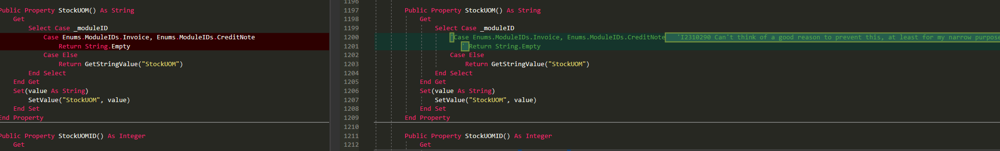 Public Property StockUOM() As String
Get
Select Case _moduleID
Case Enums.ModuleIDs.Invoice, Enums.ModuleIDs.CreditNote
Return String.Empty
Case Else
Return GetStringValue("StockUOM")
End Select
End Get
Set(value As String)
SetValue("StockUOM", value)
End Set
End Property
Public Property StockUOMID() As Integer
Get
1196
1197 Public Property StockUOM() As String
1198 Get
1199 Select Case _moduleID
1200 'Case Enums.ModuleIDs.Invoice, Enums.ModuleIDs.CreditNote 'I2310290 Can't think of a good reason to prevent this, at least for my narrow purpose
1201 ' Return String.Empty
1202 Case Else
1203 Return GetStringValue("StockUOM")
1204 End Select
1205 End Get
1206 Set(value As String)
1207 SetValue("StockUOM", value)
1208 End Set
1209 End Property
1210
1211 Public Property StockUOMID() As Integer
1212 Get